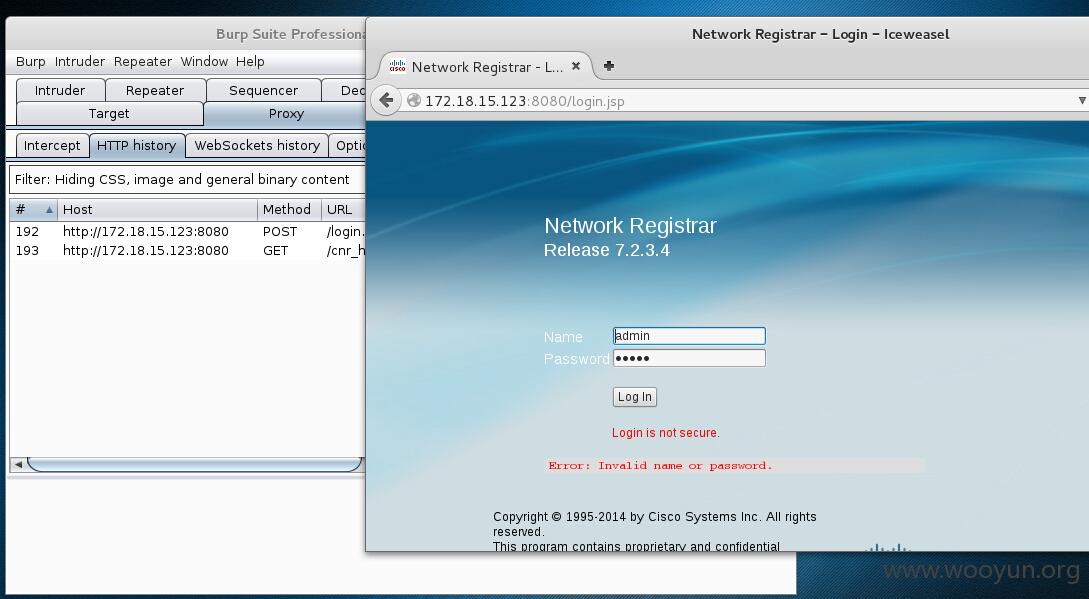 Burp Suite Professiona
Burp Intruder Repeater Window Help
Intruder Repeater Sequencer Dec
Target Proxy
Intercept HTTP history WebSockets history Optio
Filter: Hiding CSS, image and general binary content
# Host Method URL
192 http://172.18.15.123:8080 POST /login.
193 http://172.18.15.123:8080 GET /cnr_h
Network Registrar – Login – Iceweasel
Network Registrar - L...
172.18.15.123:8080/login.jsp
cisco
Network Registrar
Release 7.2.3.4
Name admin
Password
Log In
Login is not secure.
Error: Invalid name or password.
Copyright © 1995-2014 by Cisco Systems Inc. All rights
reserved.
This program contains proprietary and confidential
www.wooyun.org